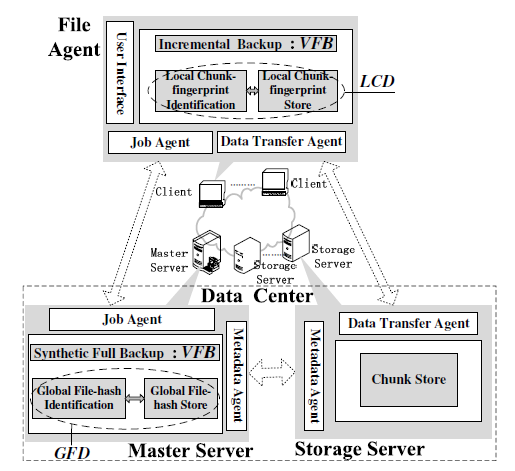 File
Agent
User Interface
Incremental Backup : VFB
Local Chunk-
fingerprint
Identification
Local Chunk-
fingerprint
Store
LCD
Job Agent
Data Transfer Agent
Client
Client
Master
Server
Storage
Server
Storage
Server
Data Center
Job Agent
Synthetic Full Backup : VFB
Global File-hash
Identification
Global File-
hash Store
Metadata Agent
GFD
Master Server
Metadata Agent
Data Transfer Agent
Chunk Store
Storage Server